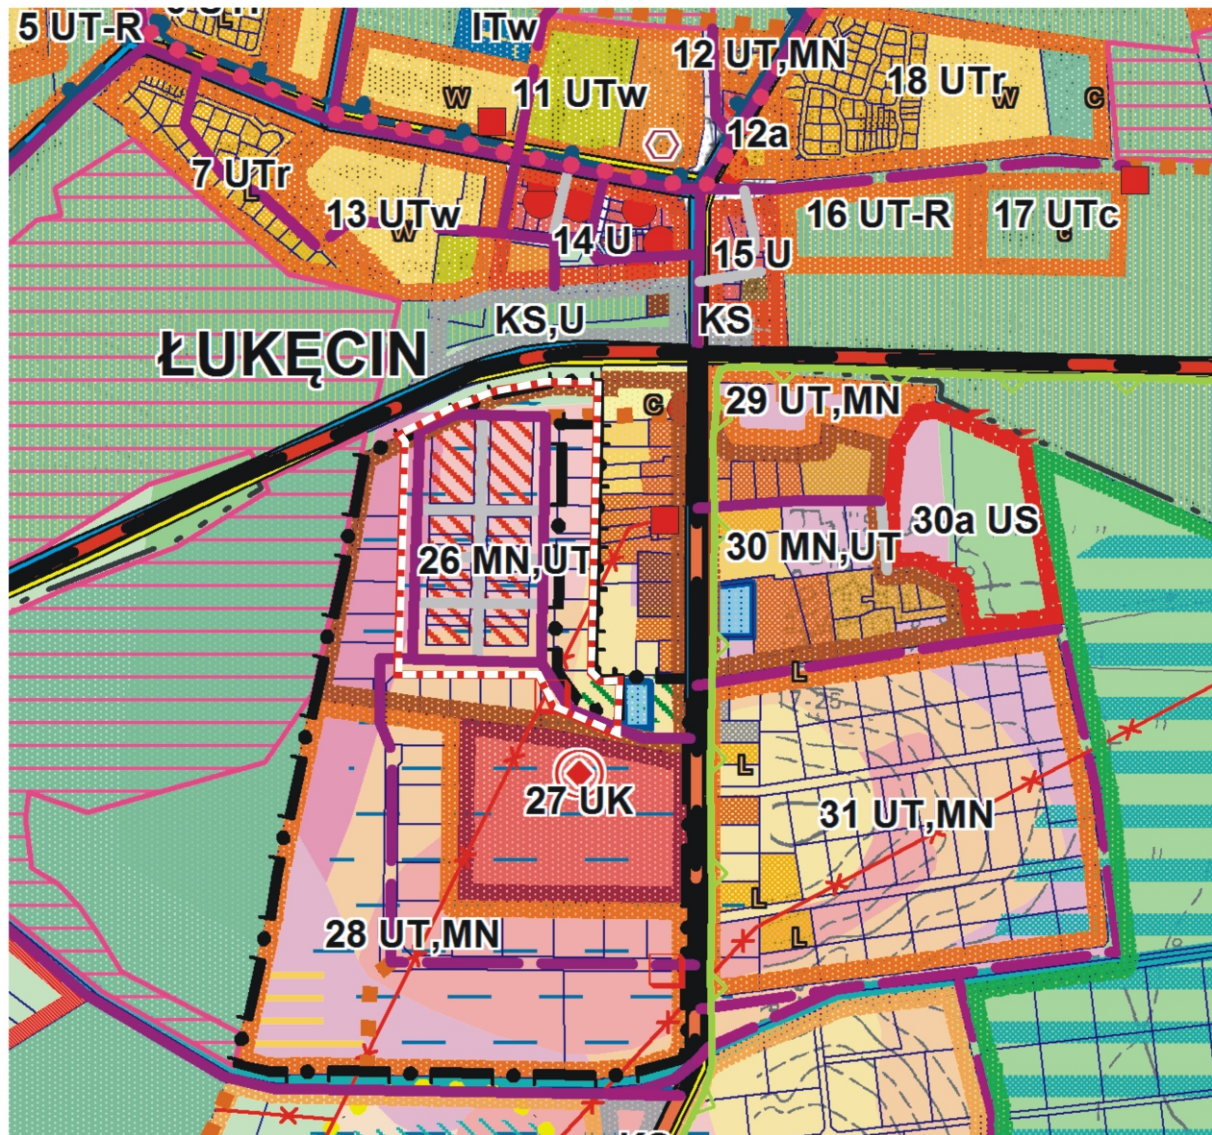 5 UT-R
ITw
12 UT,MN
18 UTr
11 UTw
W
W
C
12a
7 UTr
L
13 UTw
W
14 U
15 U
16 UT-R
17 UTc
C
KS,U
KS
ŁUKĘCIN
C
29 UT,MN
30a US
26 MN,UT
30 MN,UT
L
L
27 UK
31 UT,MN
L
28 UT,MN
L